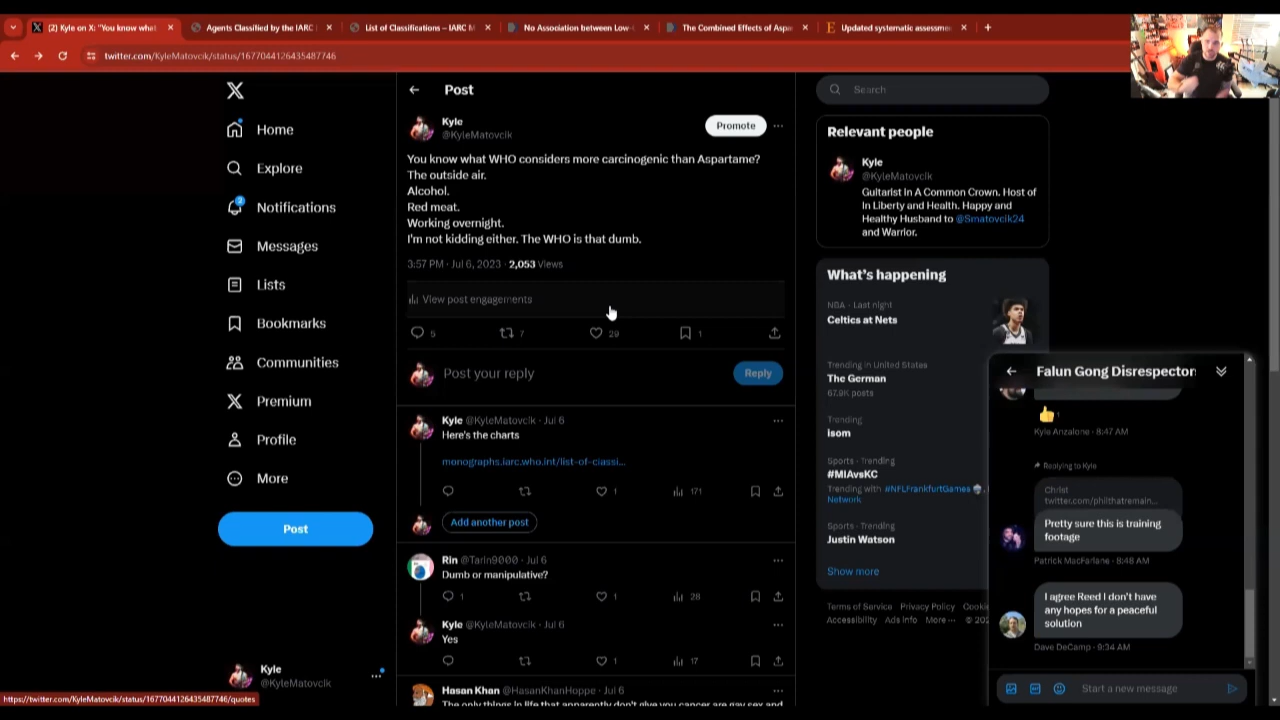 (2) Kyle on X: "You know what
Agents Classified by the IARC
List of Classifications – IARC M
No Association between Low-
The Combined Effects of Aspa
Updated systematic assessmen
twitter.com/KyleMatovcik/status/1677044126435487746
Home
Explore
2
Notifications
Messages
Lists
Bookmarks
Communities
Premium
Profile
More
Post
Kyle
@KyleMatovcik
Post
Kyle
@KyleMatovcik
Promote
You know what WHO considers more carcinogenic than Aspartame?
The outside air.
Alcohol.
Red meat.
Working overnight.
I'm not kidding either. The WHO is that dumb.
3:57 PM · Jul 6, 2023 · 2,053 Views
View post engagements
5
7
29
1
Post your reply
Reply
Kyle @KyleMatovcik · Jul 6
Here's the charts
monographs.iarc.who.int/list-of-classi...
1
171
Add another post
Rin @Tarin9000 · Jul 6
Dumb or manipulative?
1
1
28
Kyle @KyleMatovcik · Jul 6
Yes
1
17
Hasan Khan @HasanKhanHoppe · Jul 6
The only things in life that apparently don't give you cancer are gay sex and
Search
Relevant people
Kyle
@KyleMatovcik
Guitarist in A Common Crown. Host of
In Liberty and Health. Happy and
Healthy Husband to @Smatovcik24
and Warrior.
What's happening
NBA · Last night
Celtics at Nets
Trending in United States
The German
67.9K posts
Trending
isom
Sports · Trending
#MIAvsKC
Trending with #NFLFrankfurtGames
Network
Sports · Trending
Justin Watson
Show more
Terms of Service Privacy Policy Cookie
Accessibility Ads info More ··· © 202
Falun Gong Disrespector
1
Kyle Anzalone · 8:47 AM
Replying to Kyle
Christ
twitter.com/philthatremain...
Pretty sure this is training
footage
Patrick MacFarlane · 8:48 AM
I agree Reed I don't have
any hopes for a peaceful
solution
Dave DeCamp · 9:34 AM
Start a new message
https://twitter.com/KyleMatovcik/status/1677044126435487746/quotes